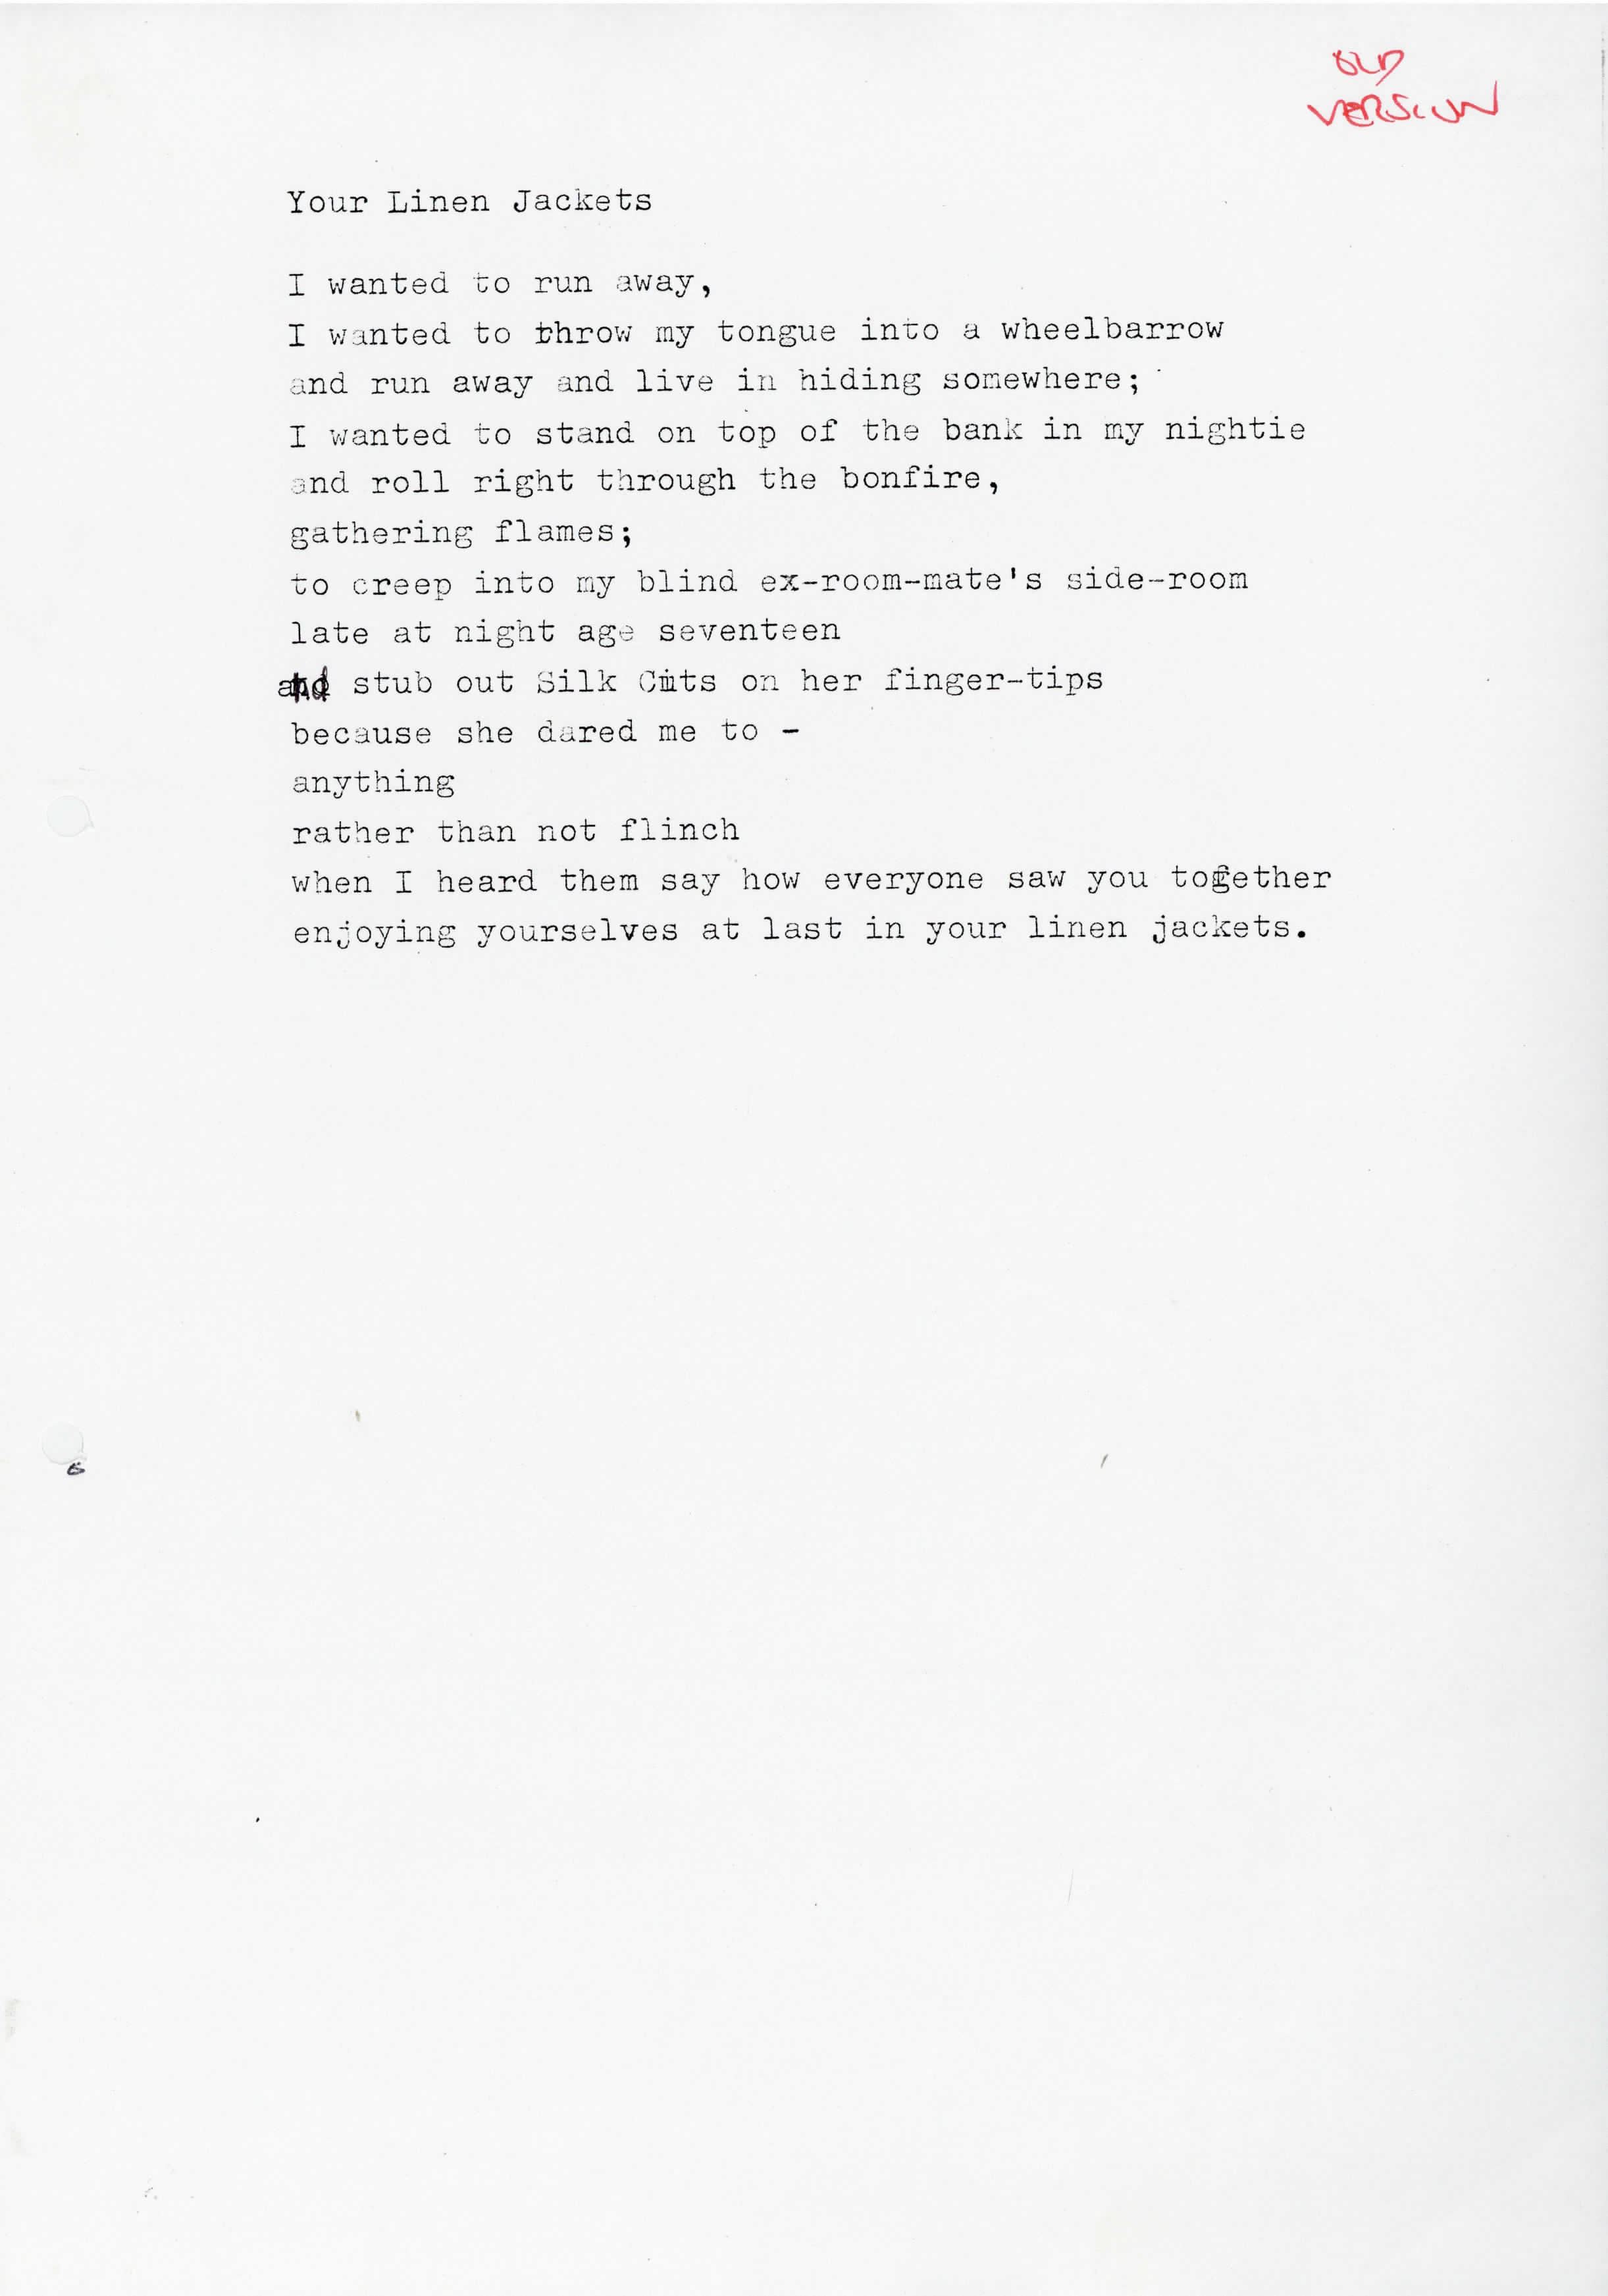 OLD
VERSION
Your Linen Jackets
I wanted to run away,
I wanted to throw my tongue into a wheelbarrow
and run away and live in hiding somewhere;
I wanted to stand on top of the bank in my nightie
and roll right through the bonfire,
gathering flames;
to creep into my blind ex-room-mate's side-room
late at night age seventeen
and stub out Silk Cuts on her finger-tips
because she dared me to -
anything
rather than not flinch
when I heard them say how everyone saw you together
enjoying yourselves at last in your linen jackets.